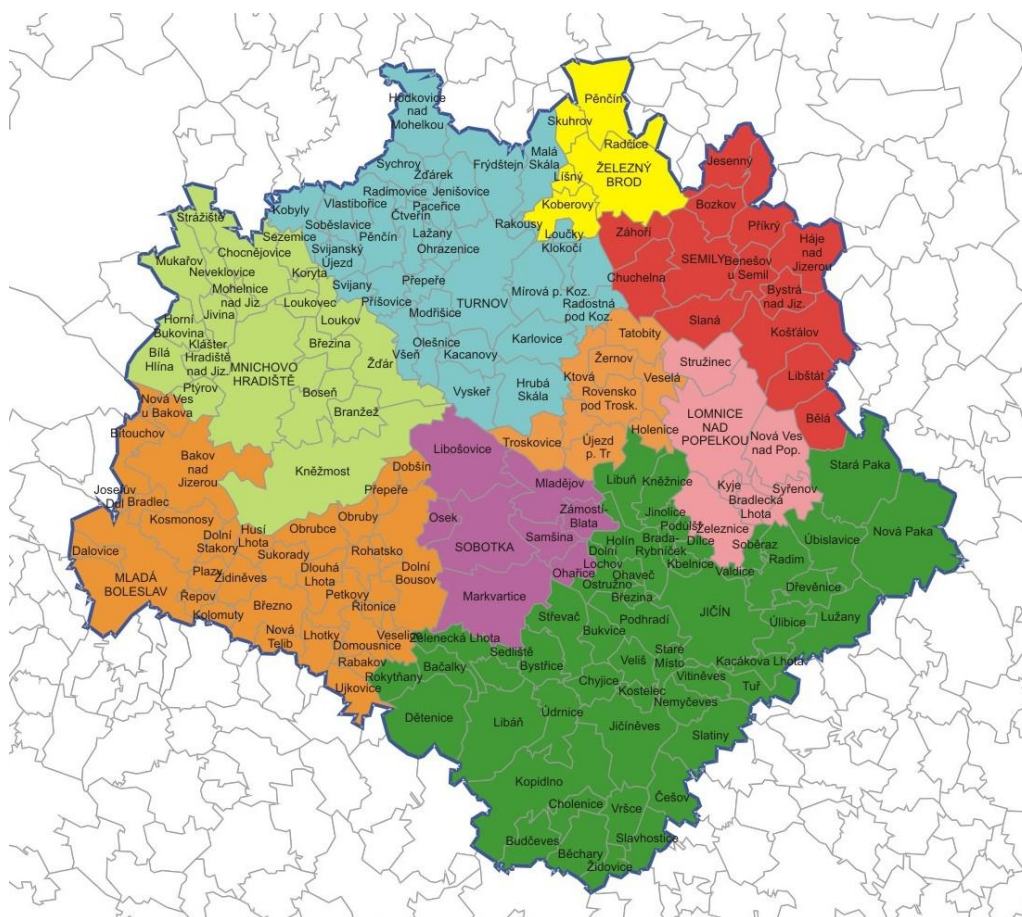 Hodkovice
nad
Mohelkou
Pěnčín
Skuhrov
Radčice
Malá
Skála
Sychrov
Žďárek
Frýdštejn
Jesenný
Líšný
ŽELEZNÝ
BROD
Radimovice
Jenišovice
Vlastibořice
Paceřice
Koberovy
Bozkov
Kobyly
Čtveřín
Strážiště
Soběslavice
Rakousy
Příkrý
Sezemice
Pěnčín
Lažany
Loučky
Klokočí
Záhoří
Háje
nad
Jizerou
Chocnějovice
Svijanský
Újezd
Ohrazenice
SEMILY
Benešov
u Semil
Mukařov
Neveklovice
Koryta
Chuchelna
Mohelnice
nad Jiz.
Svijany
Přepeře
Mírová p. Koz.
Bystrá
nad Jiz.
Loukovec
Příšovice
TURNOV
Radostná
pod Koz.
Jivina
Modřišice
Slaná
Horní
Bukovina
Loukov
Tatobity
Košťálov
Klášter
Hradiště
nad Jiz.
Březina
Olešnice
Karlovice
Bílá
Hlína
Všeň
Kacanovy
Žernov
Stružinec
MNICHOVO
HRADIŠTĚ
Žďár
Ktová
Veselá
Libštát
Ptýrov
Boseň
Vyskeř
Hrubá
Skála
Rovensko
pod Trosk.
Nová Ves
u Bakova
Branžež
LOMNICE
NAD
POPELKOU
Bělá
Bítouchov
Holenice
Troskovice
Újezd
p. Tr
Nová Ves
nad Pop.
Libošovice
Bakov
nad
Jizerou
Kněžmost
Dobšín
Stará Paka
Libuň
Kněžnice
Mladějov
Kyje
Syřenov
Josefův
Důl
Bradlec
Přepeře
Bradlecká
Lhota
Zámostí-
Blata
Jinolice
Kosmonosy
Obruby
Osek
Podůlší
Železnice
Nová Paka
Husí
Lhota
Obrubce
Dolní
Stakory
Samšina
Holín
Brada-
Rybníček
Dílce
Soběraz
Úbislavice
Dalovice
Sukorady
Rohatsko
SOBOTKA
Dolní
Lochov
Kbelnice
Valdice
Radim
MLADÁ
BOLESLAV
Plazy
Židněves
Dlouhá
Lhota
Dolní
Bousov
Ohařice
Ohaveč
Ostružno
Dřevěnice
Řepov
Petkovy
Markvartice
Březina
Kolomuty
Březno
Řitonice
Střevač
Podhradí
JIČÍN
Lužany
Úlibice
Nová
Telib
Lhotky
Veselice
Domousnice
Zelenecká Lhota
Bukvice
Sedliště
Staré
Místo
Rabakov
Rokytňany
Bačalky
Bystřice
Veliš
Kacákova Lhota
Vitiněves
Ujkovice
Chyjice
Kostelec
Tuř
Nemyčeves
Dětenice
Libáň
Údrnice
Jičíněves
Slatiny
Kopidlno
Češov
Cholenice
Vršce
Budčeves
Slavhostice
Běchary
Židovice